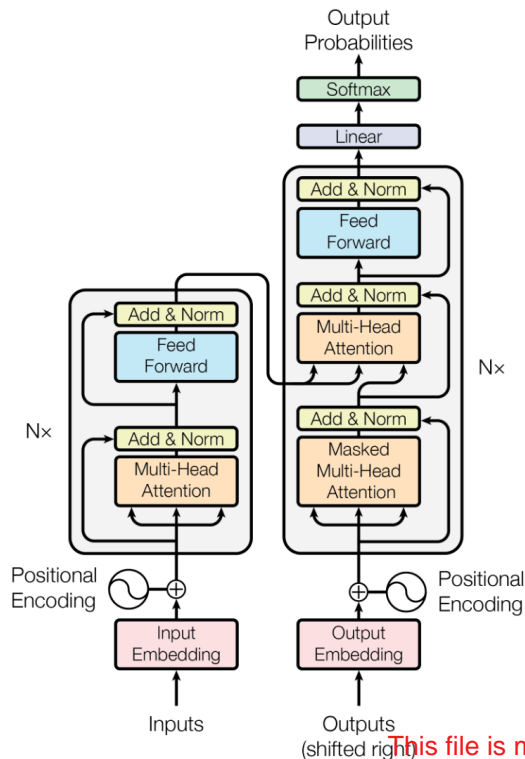 Output
Probabilities
Softmax
Linear
Add & Norm
Feed
Forward
Add & Norm
Multi-Head
Attention
Add & Norm
Masked
Multi-Head
Attention
N×
Add & Norm
Feed
Forward
Add & Norm
Multi-Head
Attention
N×
Positional
Encoding
Positional
Encoding
Input
Embedding
Output
Embedding
Inputs
Outputs
(shifted right)
This file is m